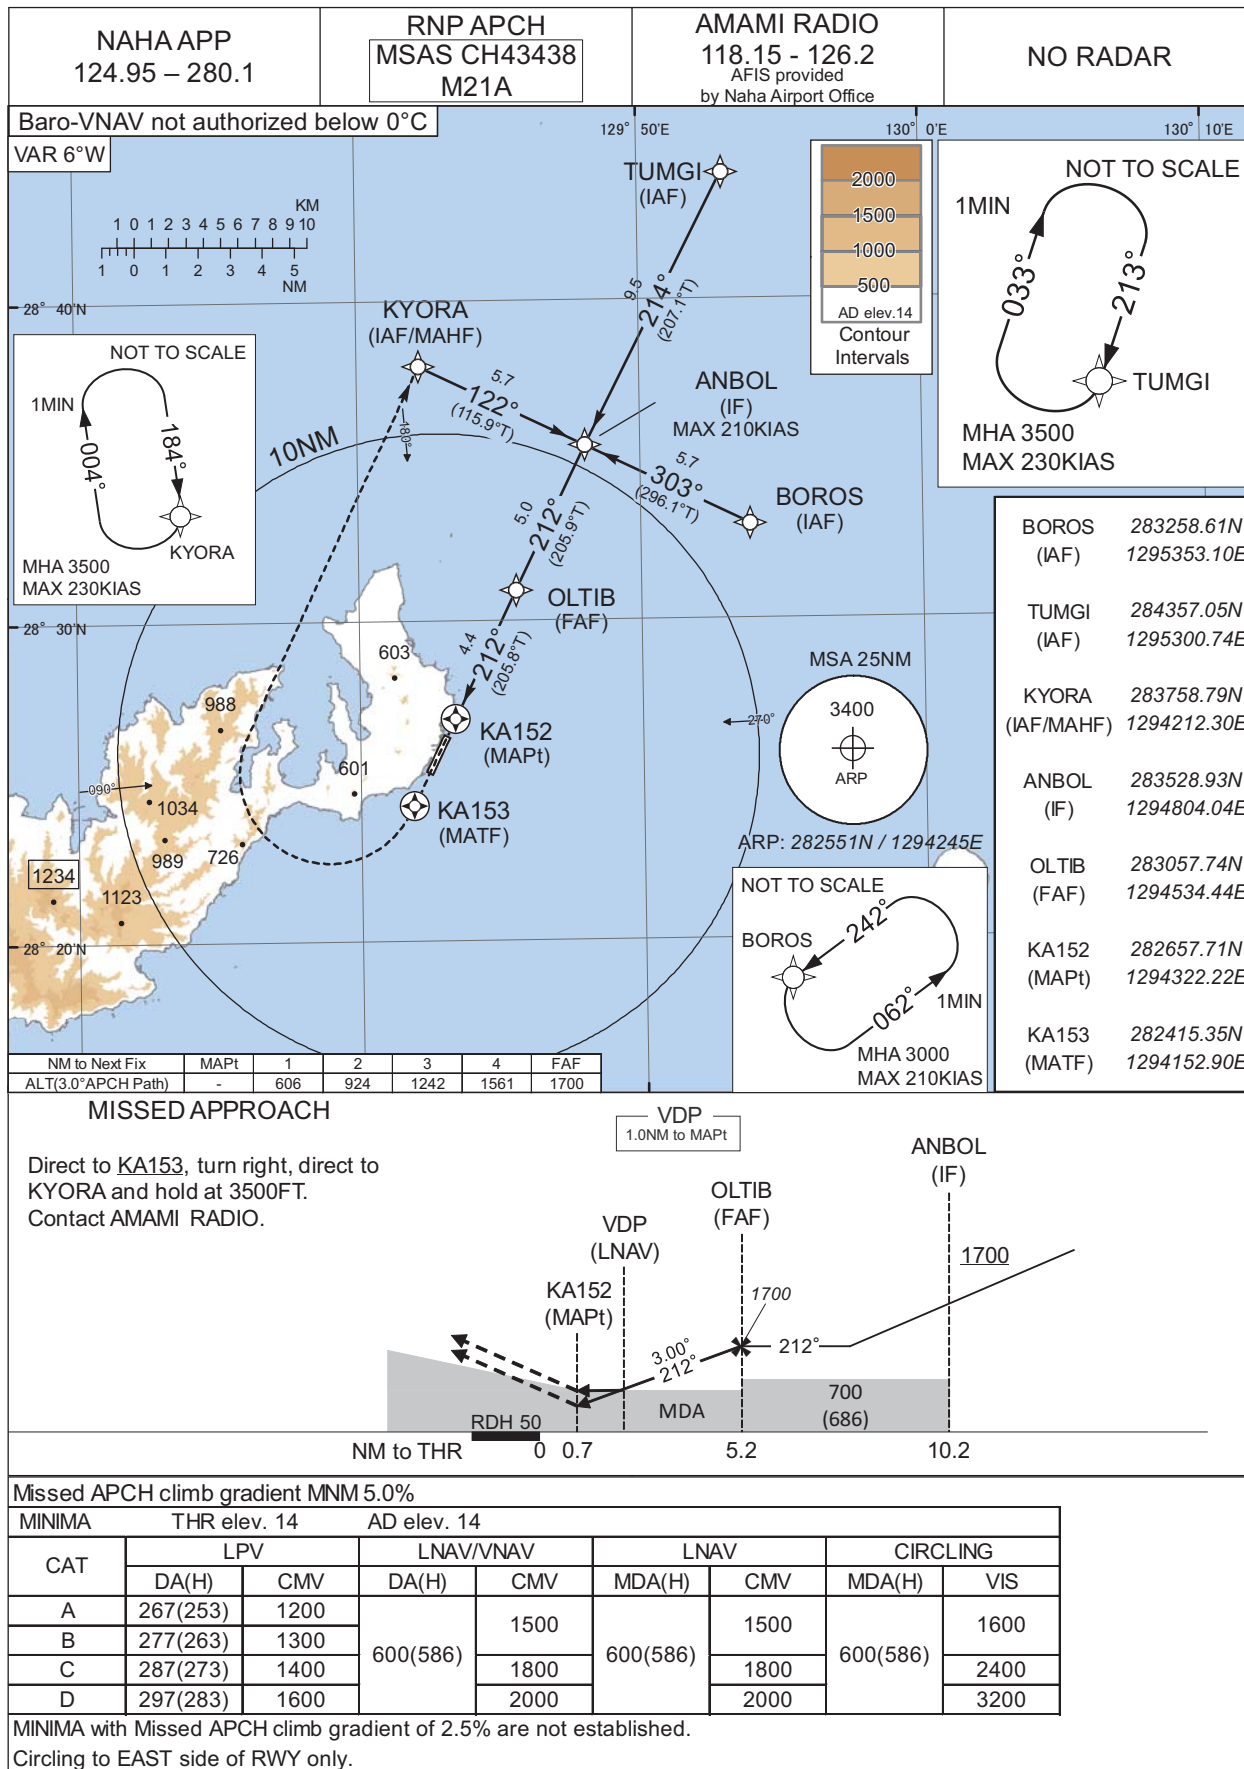 NAHA APP
124.95 – 280.1
RNP APCH
MSAS CH43438
M21A
AMAMI RADIO
118.15 - 126.2
AFIS provided
by Naha Airport Office
NO RADAR
Baro-VNAV not authorized below 0°C
VAR 6°W
129° 50'E
130° 0'E
130° 10'E
KM
1 0 1 2 3 4 5 6 7 8 9 10
1 0 1 2 3 4 5
NM
TUMGI
(IAF)
2000
1500
1000
500
AD elev.14
Contour
Intervals
NOT TO SCALE
1MIN
033°
213°
TUMGI
MHA 3500
MAX 230KIAS
28° 40'N
9.5
214°
(207.1°T)
KYORA
(IAF/MAHF)
NOT TO SCALE
1MIN
004°
184°
KYORA
MHA 3500
MAX 230KIAS
5.7
122°
(115.9°T)
180°
10NM
ANBOL
(IF)
MAX 210KIAS
5.7
303°
(296.1°T)
BOROS
(IAF)
5.0
212°
(205.9°T)
OLTIB
(FAF)
28° 30'N
4.4
212°
(205.8°T)
603
988
KA152
(MAPt)
601
KA153
(MATF)
090°
1034
989
726
1234
1123
28° 20'N
MSA 25NM
270°
3400
ARP
ARP: 282551N / 1294245E
NOT TO SCALE
BOROS
242°
062°
1MIN
MHA 3000
MAX 210KIAS
BOROS 283258.61N
(IAF) 1295353.10E
TUMGI 284357.05N
(IAF) 1295300.74E
KYORA 283758.79N
(IAF/MAHF) 1294212.30E
ANBOL 283528.93N
(IF) 1294804.04E
OLTIB 283057.74N
(FAF) 1294534.44E
KA152 282657.71N
(MAPt) 1294322.22E
KA153 282415.35N
(MATF) 1294152.90E
NM to Next Fix MAPt 1 2 3 4 FAF
ALT(3.0°APCH Path) - 606 924 1242 1561 1700
MISSED APPROACH
Direct to KA153, turn right, direct to
KYORA and hold at 3500FT.
Contact AMAMI RADIO.
VDP
1.0NM to MAPt
ANBOL
(IF)
OLTIB
(FAF)
VDP
(LNAV)
KA152
(MAPt)
1700
1700
3.00°
212°
212°
MDA
700
(686)
RDH 50
NM to THR 0 0.7 5.2 10.2
Missed APCH climb gradient MNM 5.0%
MINIMA THR elev. 14 AD elev. 14
CAT LPV LNAV/VNAV LNAV CIRCLING
DA(H) CMV DA(H) CMV MDA(H) CMV MDA(H) VIS
A 267(253) 1200 600(586) 1500 600(586) 1500 600(586) 1600
B 277(263) 1300
C 287(273) 1400 1800 1800 2400
D 297(283) 1600 2000 2000 3200
MINIMA with Missed APCH climb gradient of 2.5% are not established.
Circling to EAST side of RWY only.